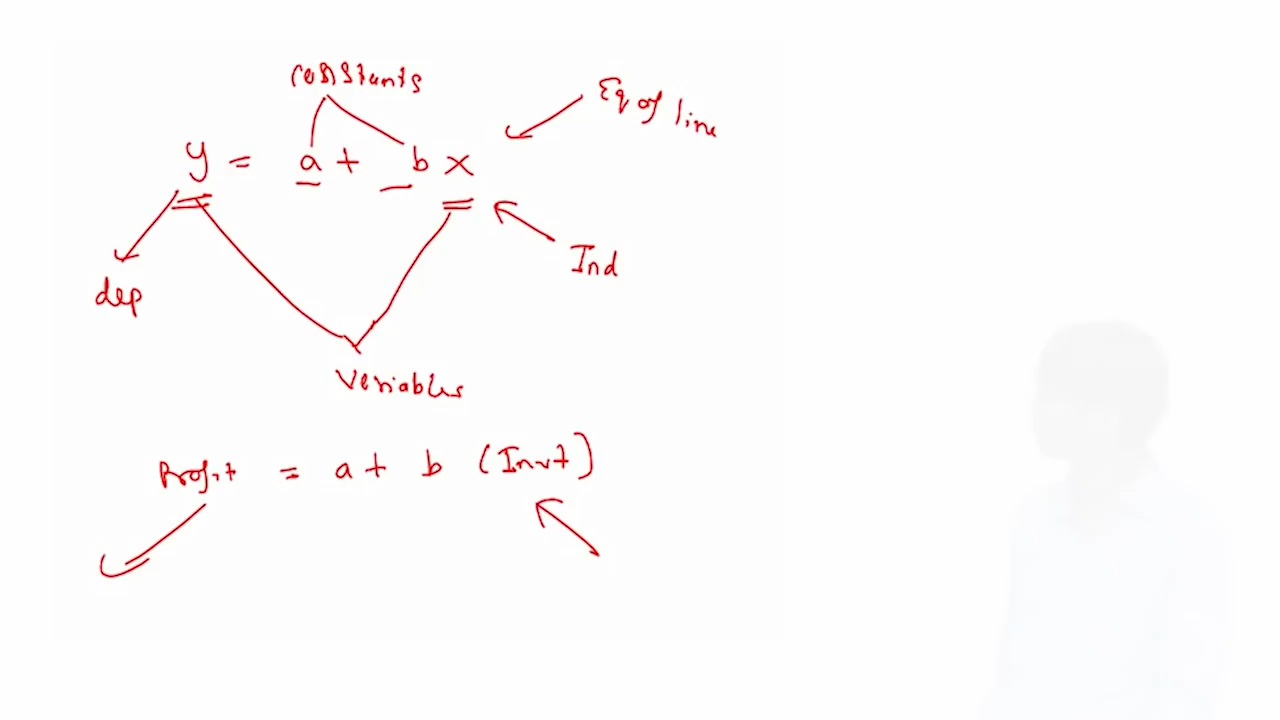 constants
Eq of line
y = a + b x
Ind
dep
Variables
Profit = a + b (Invt)